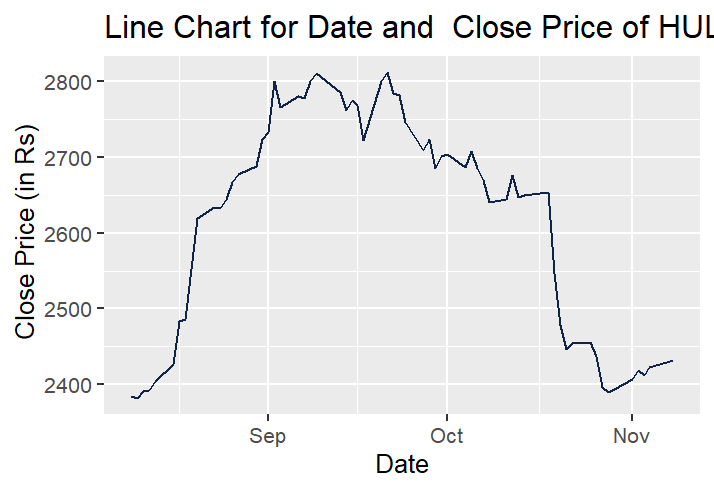 Line Chart for Date and  Close Price of HUL
Close Price (in Rs)
2800
2700
2600
2500
2400
Sep
Oct
Nov
Date